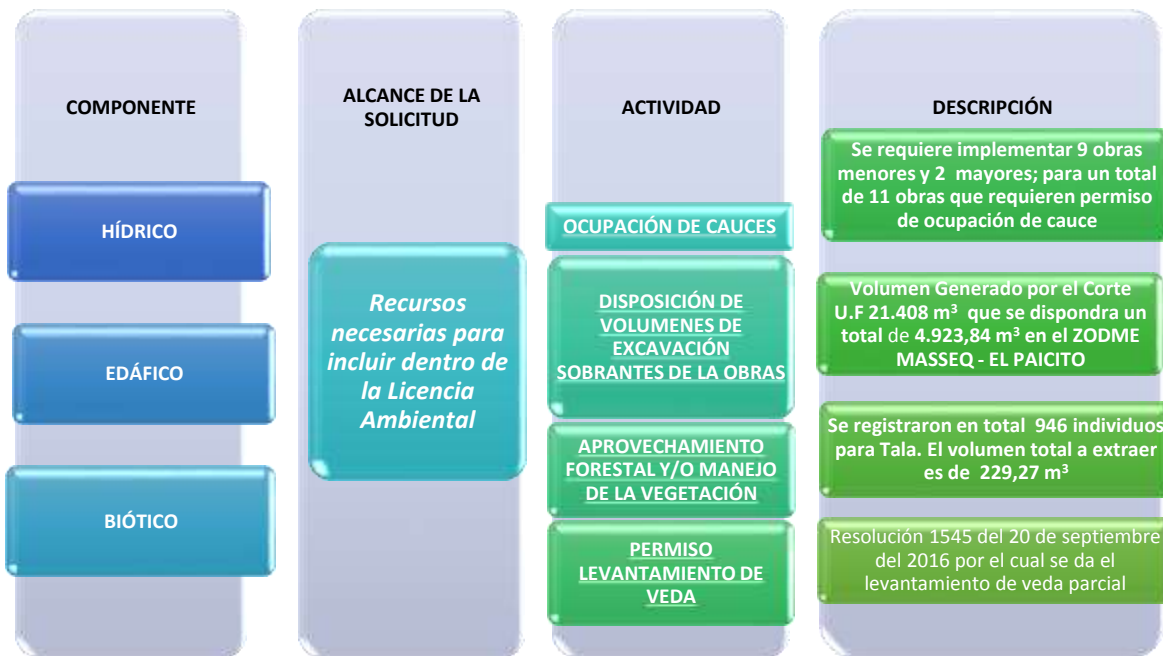 COMPONENTE
HÍDRICO
EDÁFICO
BIÓTICO
ALCANCE DE LA
SOLICITUD
Recursos
necesarias para
incluir dentro de
la Licencia
Ambiental
ACTIVIDAD
OCUPACIÓN DE CAUCES
DISPOSICIÓN DE
VOLUMENES DE
EXCAVACIÓN
SOBRANTES DE LA OBRAS
APROVECHAMIENTO
FORESTAL Y/O MANEJO
DE LA VEGETACIÓN
PERMISO
LEVANTAMIENTO DE
VEDA
DESCRIPCIÓN
Se requiere implementar 9 obras
menores y 2 mayores; para un total
de 11 obras que requieren permiso
de ocupación de cauce
Volumen Generado por el Corte
U.F 21.408 m³ que se dispondra un
total de 4.923,84 m³ en el ZODME
MASSEQ - EL PAICITO
Se registraron en total 946 individuos
para Tala. El volumen total a extraer
es de 229,27 m³
Resolución 1545 del 20 de septiembre
del 2016 por el cual se da el
levantamiento de veda parcial